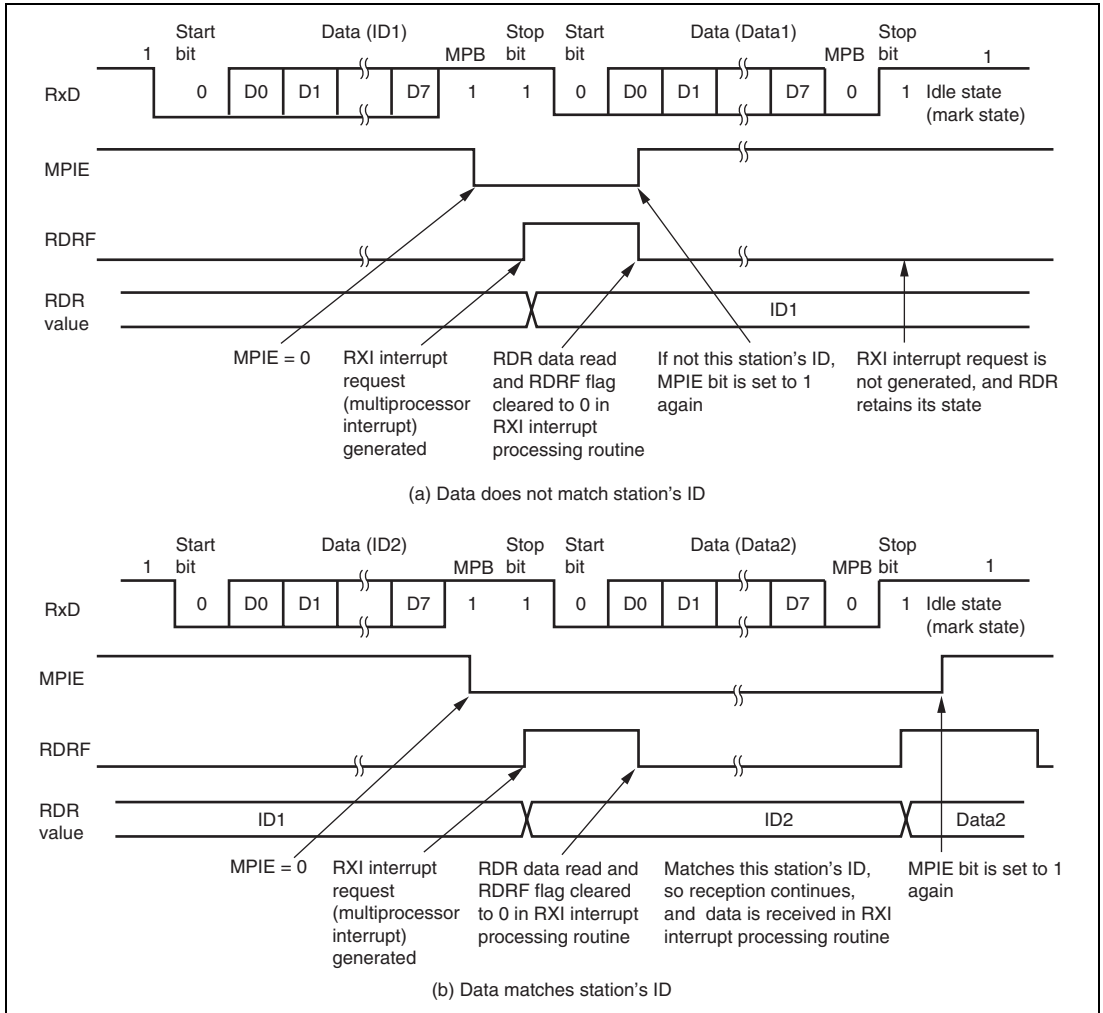 Start bit Data (ID1) MPB Stop bit Start bit Data (Data1) MPB Stop bit
1 1
RxD 0 D0 D1 D7 1 1 0 D0 D1 D7 0 1 Idle state (mark state)
MPIE
RDRF
RDR value ID1
MPIE = 0
RXI interrupt
request
(multiprocessor
interrupt)
generated
RDR data read
and RDRF flag
cleared to 0 in
RXI interrupt
processing routine
If not this station's ID,
MPIE bit is set to 1
again
RXI interrupt request is
not generated, and RDR
retains its state
(a) Data does not match station's ID
Start bit Data (ID2) MPB Stop bit Start bit Data (Data2) MPB Stop bit
1 1
RxD 0 D0 D1 D7 1 1 0 D0 D1 D7 0 1 Idle state (mark state)
MPIE
RDRF
RDR value ID1 ID2 Data2
MPIE = 0
RXI interrupt
request
(multiprocessor
interrupt)
generated
RDR data read and
RDRF flag cleared
to 0 in RXI interrupt
processing routine
Matches this station's ID,
so reception continues,
and data is received in RXI
interrupt processing routine
MPIE bit is set to 1
again
(b) Data matches station's ID